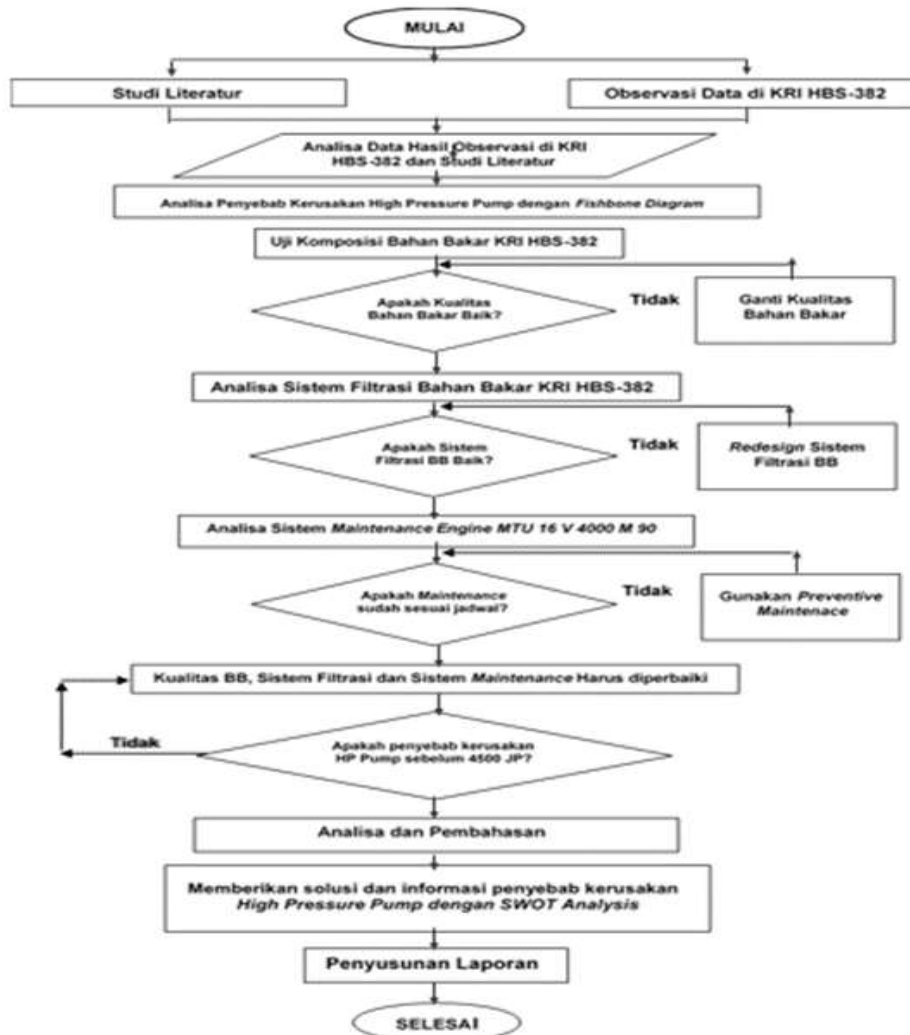 MULAI
Studi Literatur
Observasi Data di KRI HBS-382
Analisa Data Hasil Observasi di KRI
HBS-382 dan Studi Literatur
Analisa Penyebab Kerusakan High Pressure Pump dengan Fishbone Diagram
Uji Komposisi Bahan Bakar KRI HBS-382
Apakah Kualitas
Bahan Bakar Baik?
Tidak
Ganti Kualitas
Bahan Bakar
Analisa Sistem Filtrasi Bahan Bakar KRI HBS-382
Apakah Sistem
Filtrasi BB Baik?
Tidak
Redesign Sistem
Filtrasi BB
Analisa Sistem Maintenance Engine MTU 16 V 4000 M 90
Apakah Maintenance
sudah sesuai jadwal?
Tidak
Gunakan Preventive
Maintenace
Kualitas BB, Sistem Filtrasi dan Sistem Maintenance Harus diperbaiki
Tidak
Apakah penyebab kerusakan
HP Pump sebelum 4500 JP?
Analisa dan Pembahasan
Memberikan solusi dan informasi penyebab kerusakan
High Pressure Pump dengan SWOT Analysis
Penyusunan Laporan
SELESAI